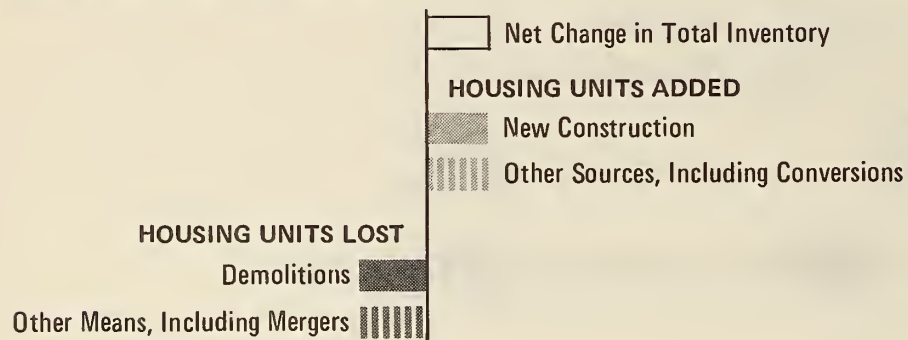 Net Change in Total Inventory
HOUSING UNITS ADDED
New Construction
Other Sources, Including Conversions
HOUSING UNITS LOST
Demolitions
Other Means, Including Mergers